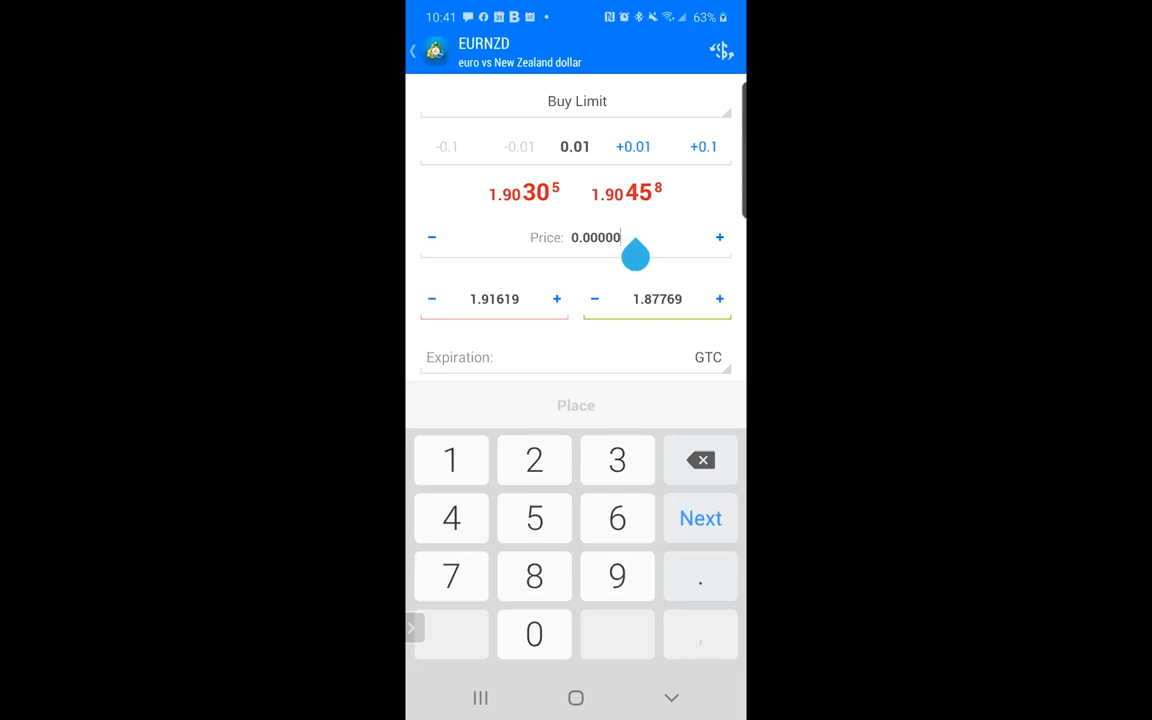 10:41 31 B 63%
EURNZD
euro vs New Zealand dollar
Buy Limit
-0.1 -0.01 0.01 +0.01 +0.1
1.90305 1.90458
− Price: 0.00000 +
− 1.91619 + − 1.87769 +
Expiration: GTC
Place
1 2 3
4 5 6 Next
7 8 9 .
0 ,